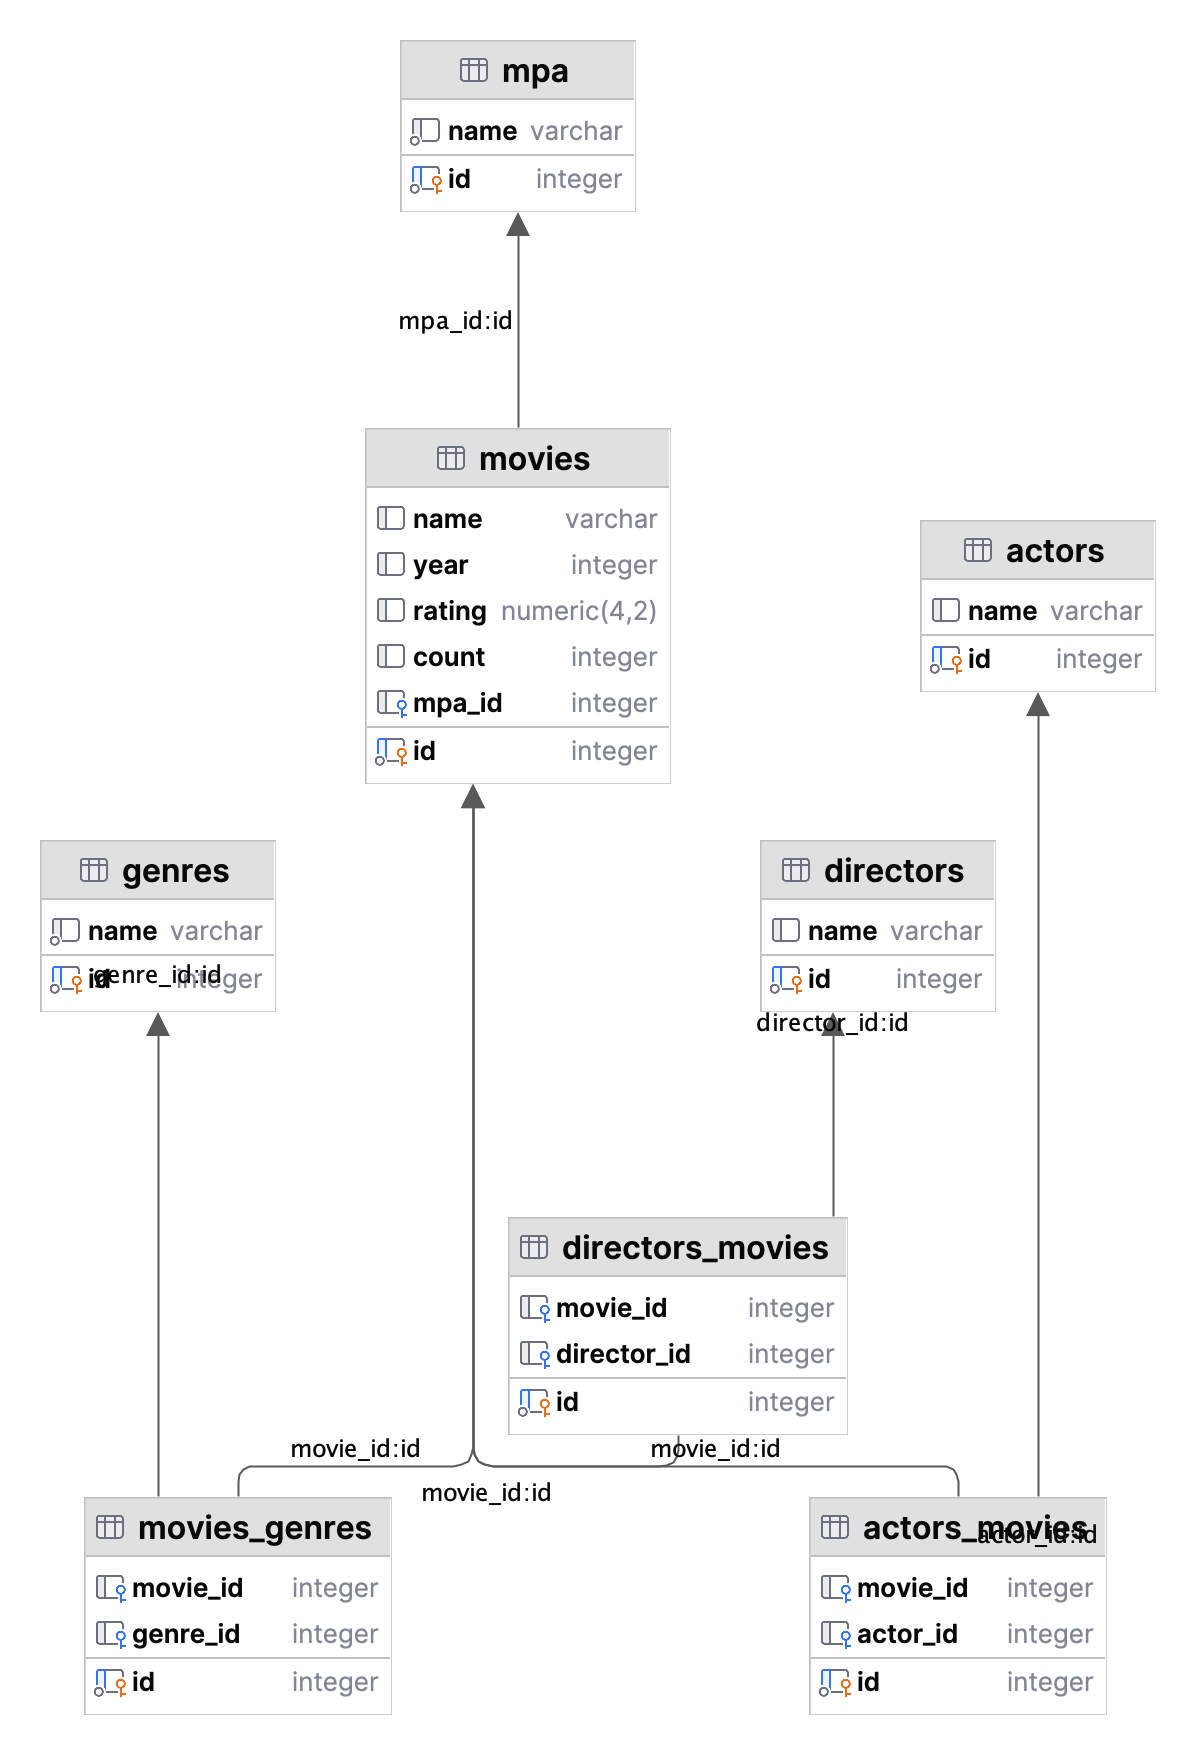 mpa
name varchar
id integer
mpa_id:id
movies
name varchar
year integer
rating numeric(4,2)
count integer
mpa_id integer
id integer
actors
name varchar
id integer
genres
name varchar
id integer
genre_id:id
directors
name varchar
id integer
director_id:id
directors_movies
movie_id integer
director_id integer
id integer
movie_id:id
movie_id:id
movie_id:id
movies_genres
movie_id integer
genre_id integer
id integer
actors_movies
actor_id:id
movie_id integer
actor_id integer
id integer